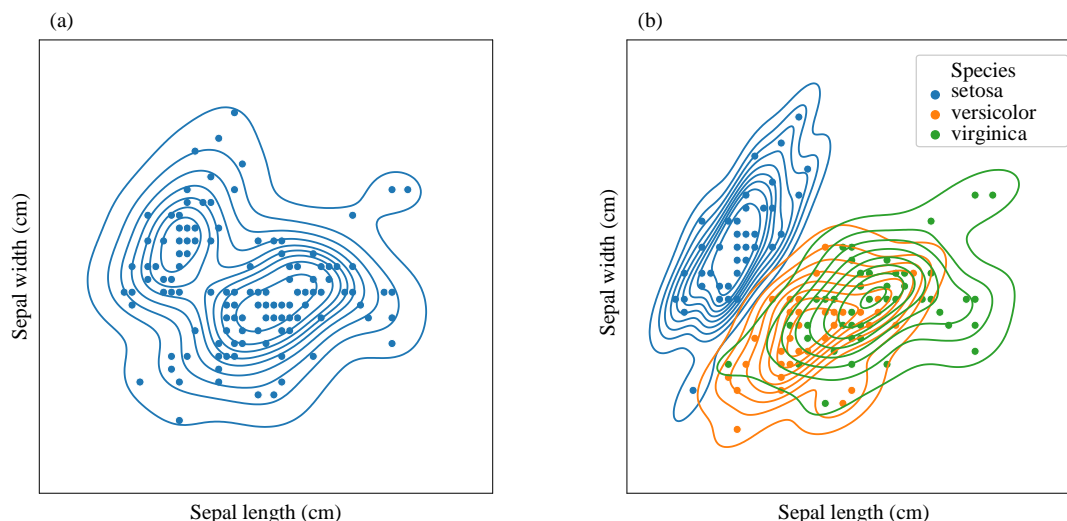 (a)
Sepal width (cm)
Sepal length (cm)
(b)
Species
setosa
versicolor
virginica
Sepal width (cm)
Sepal length (cm)